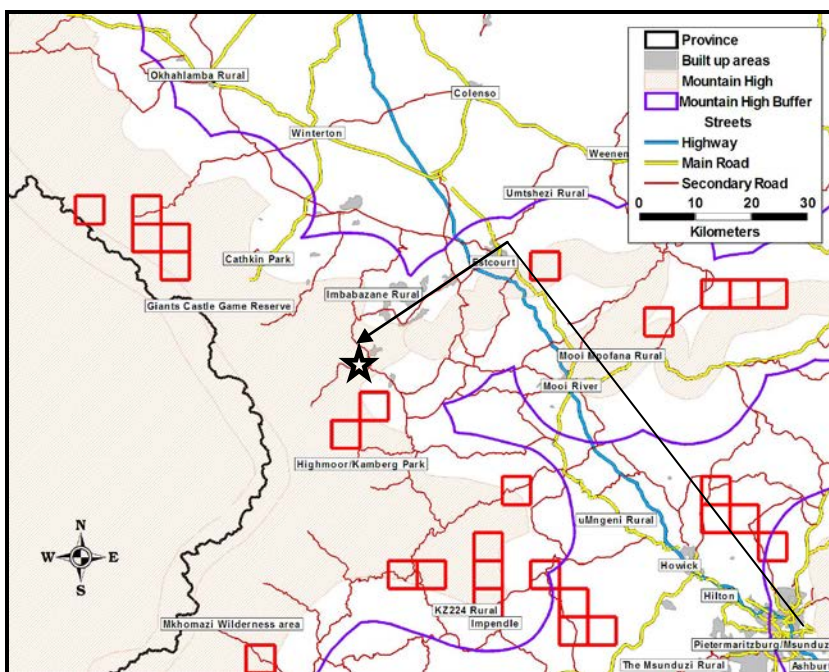 Province
Built up areas
Mountain High
Mountain High Buffer
Streets
Highway
Main Road
Secondary Road
0 10 20 30
Kilometers
Okhahlamba Rural
Colenso
Winterton
Weenen
Umtshezi Rural
Cathkin Park
Estcourt
Imbabazane Rural
Giants Castle Game Reserve
Mooi Mpofana Rural
Mooi River
Highmoor/Kamberg Park
uMngeni Rural
N
W E
S
Howick
Hilton
KZ224 Rural
Impendle
Mkhomazi Wilderness area
Pietermaritzburg/Msunduz
The Msunduzi Rural
Ashbur